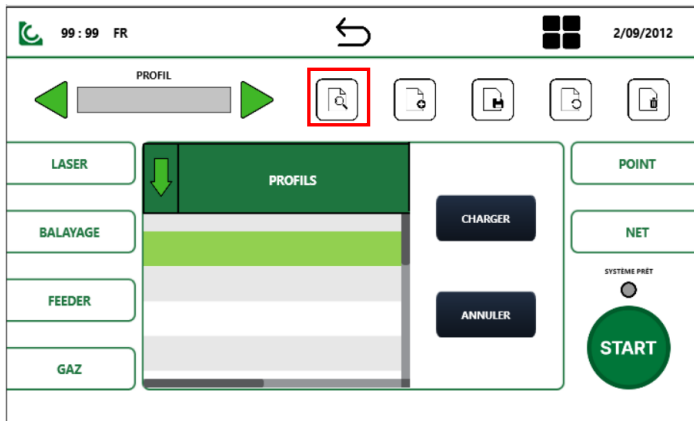 99 : 99 FR
2/09/2012
PROFIL
LASER
PROFILS
POINT
CHARGER
BALAYAGE
NET
SYSTÈME PRÊT
FEEDER
ANNULER
START
GAZ